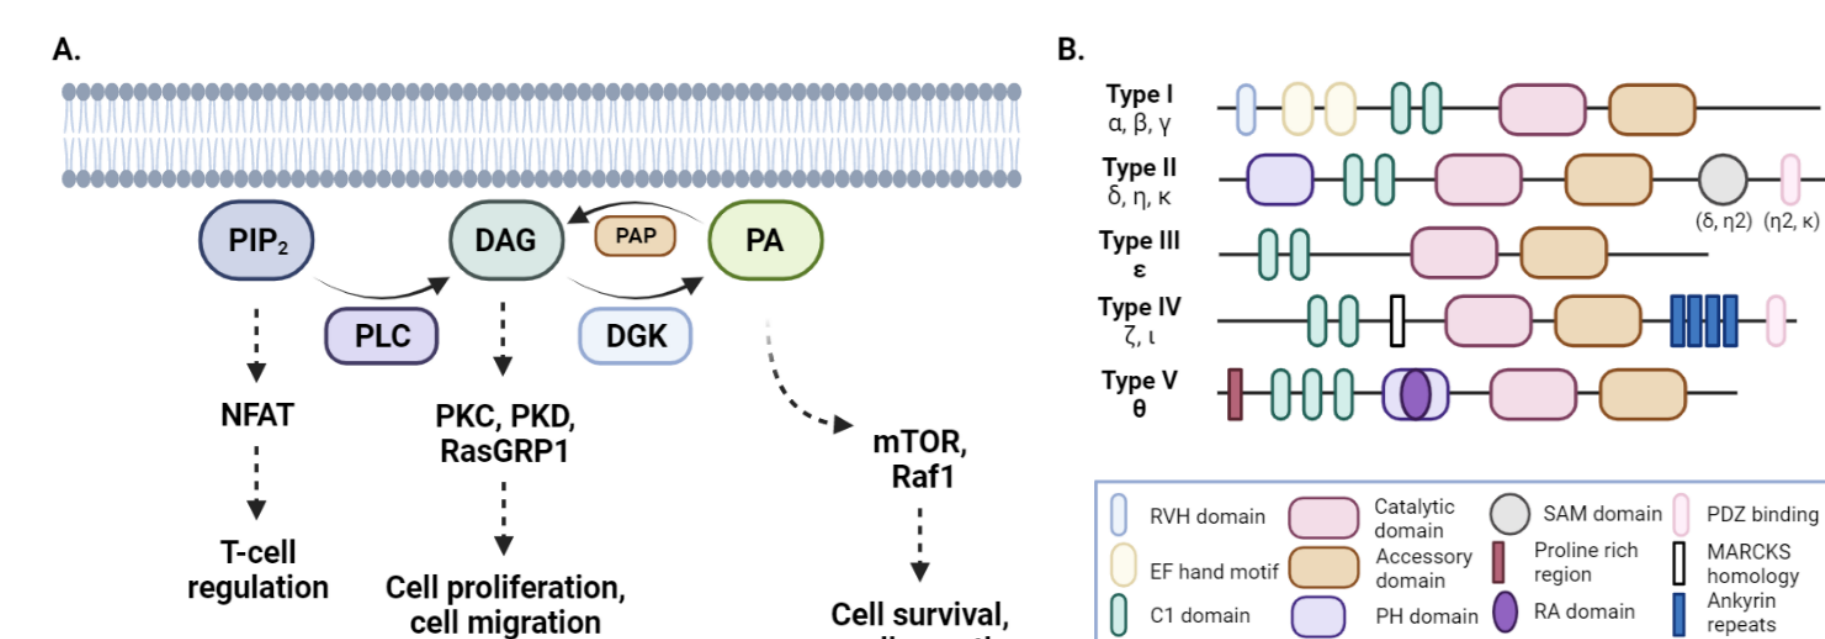 A.
PIP₂
DAG
PAP
PA
PLC
DGK
NFAT
PKC, PKD,
RasGRP1
mTOR,
Raf1
T-cell
regulation
Cell proliferation,
cell migration
Cell survival,
B.
Type I
α, β, γ
Type II
δ, η, κ
(δ, η2) (η2, κ)
Type III
ε
Type IV
ζ, ι
Type V
θ
RVH domain
EF hand motif
C1 domain
Catalytic
domain
Accessory
domain
PH domain
SAM domain
Proline rich
region
RA domain
PDZ binding
MARCKS
homology
Ankyrin
repeats